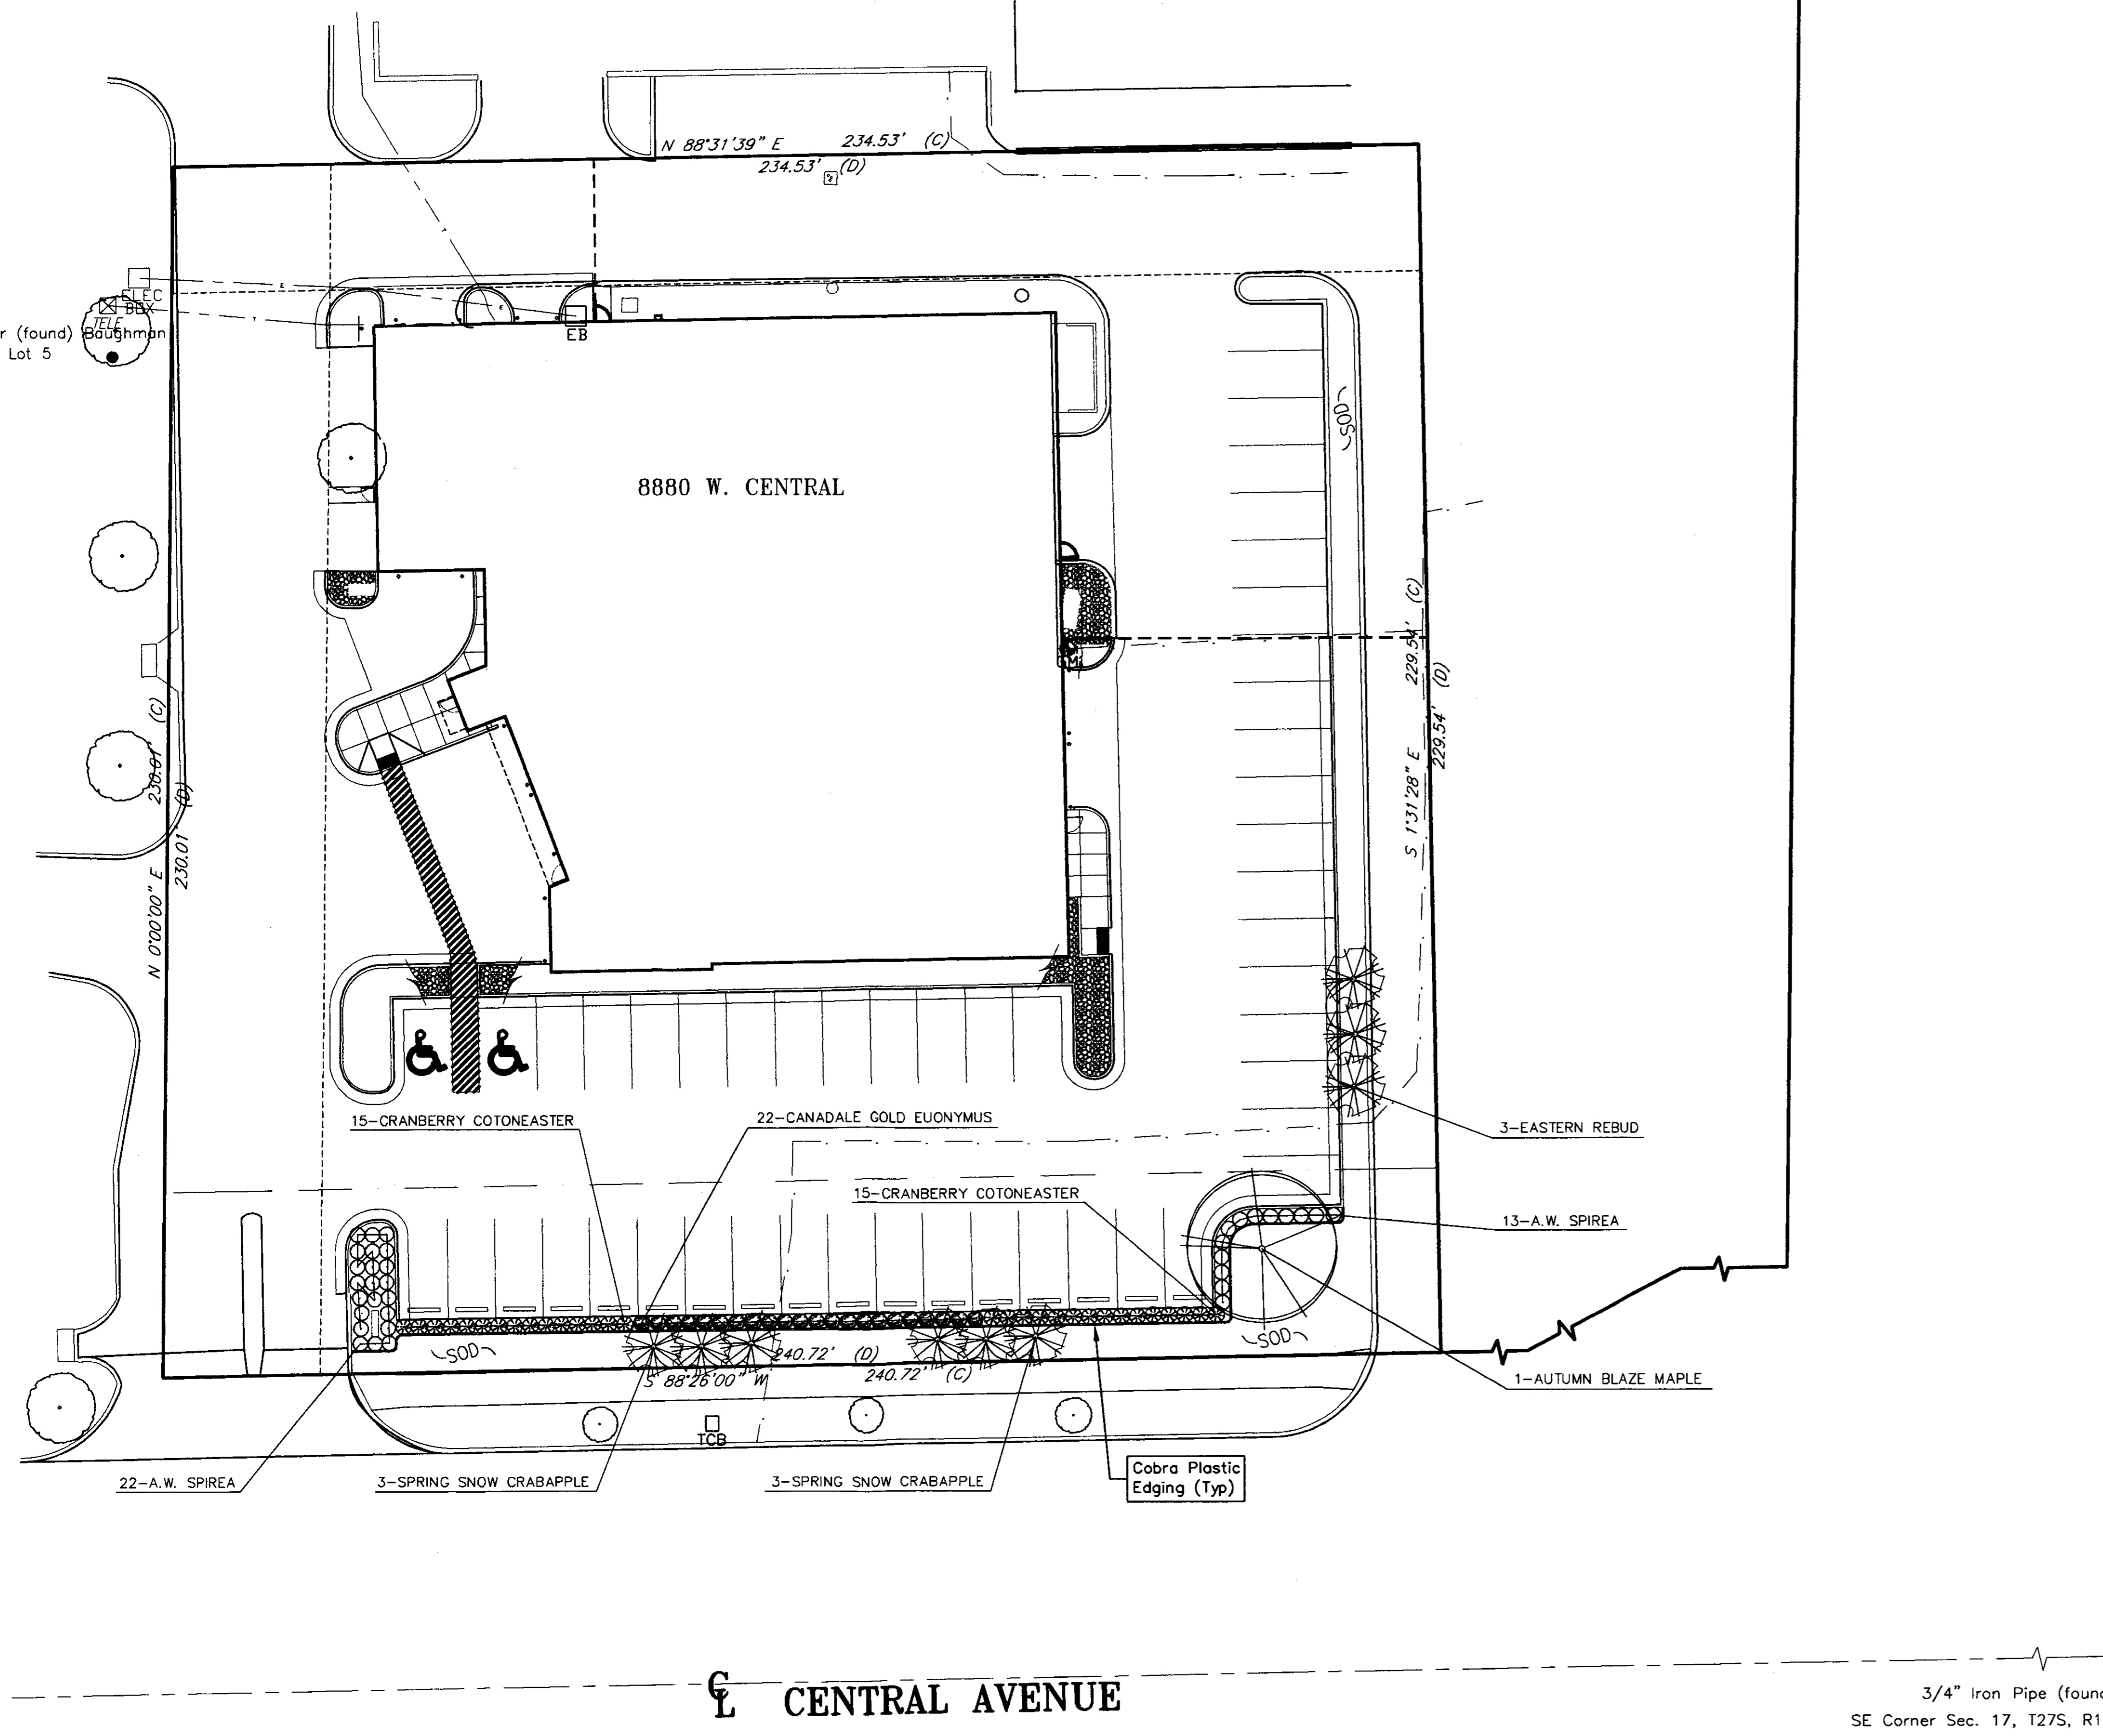 N 88°31'39" E 234.53' (C)
234.53' (D)
ELEC
BOX
TELE
r (found) Baughman
Lot 5
EB
SOD
8880 W. CENTRAL
S 1°31'28" E 229.54' (C)
229.54' (D)
N 0°00'00" E 230.01' (C)
230.01' (D)
15-CRANBERRY COTONEASTER
22-CANADALE GOLD EUONYMUS
3-EASTERN REBUD
15-CRANBERRY COTONEASTER
13-A.W. SPIREA
SOD
SOD
240.72' (D)
S 88°26'00" W 240.72' (C)
1-AUTUMN BLAZE MAPLE
TCB
22-A.W. SPIREA
3-SPRING SNOW CRABAPPLE
3-SPRING SNOW CRABAPPLE
Cobra Plastic
Edging (Typ)
CL CENTRAL AVENUE
3/4" Iron Pipe (foun
SE Corner Sec. 17, T27S, R1